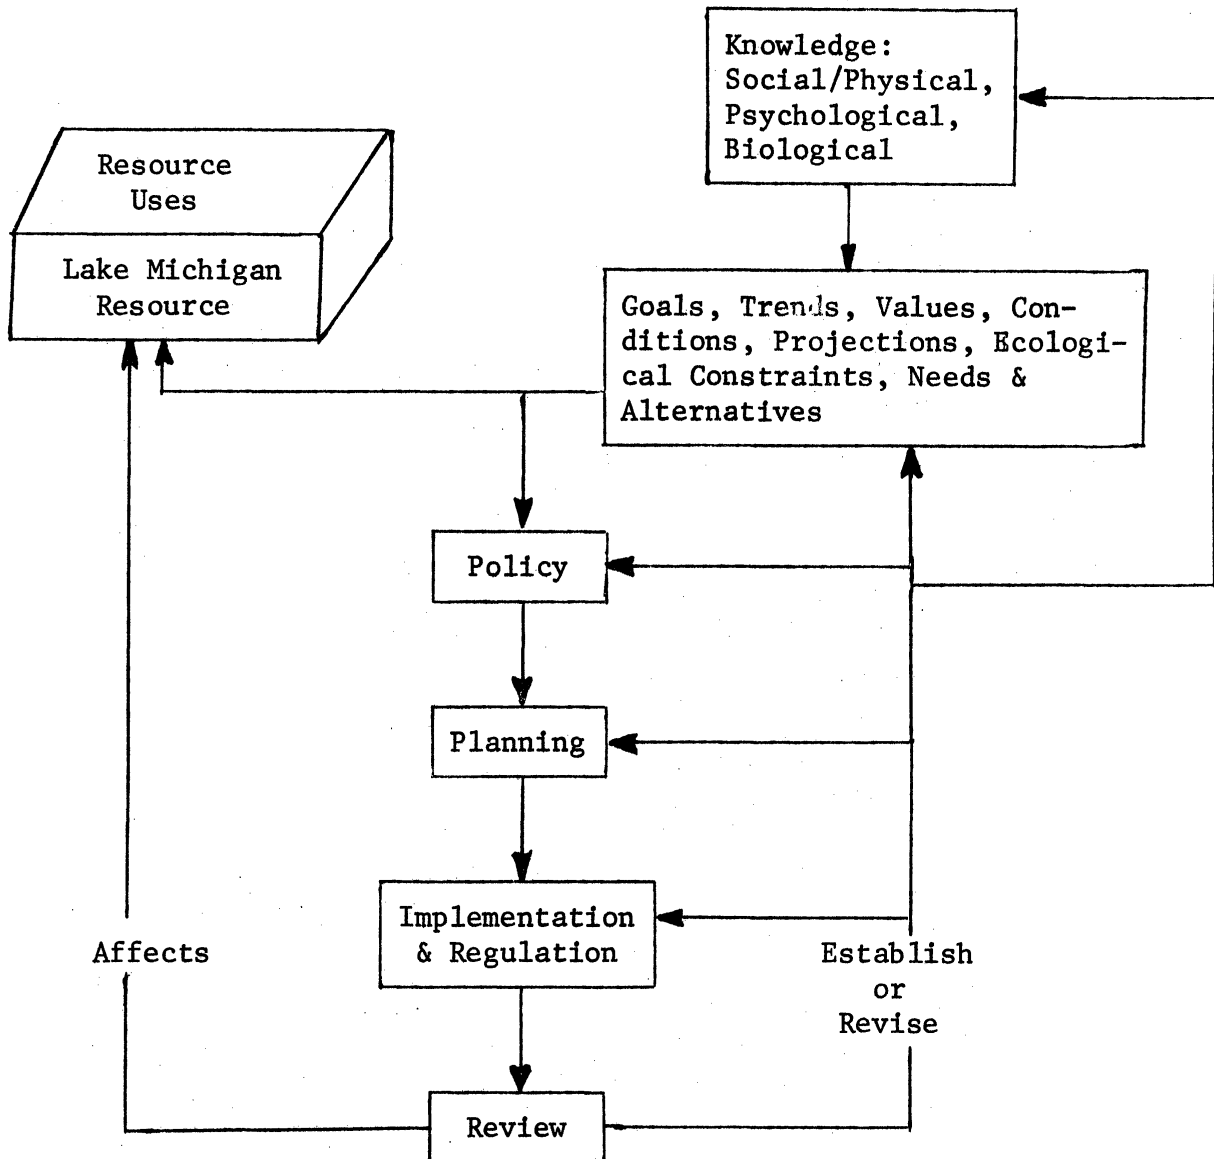 Knowledge:
Social/Physical,
Psychological,
Biological
Resource
Uses
Lake Michigan
Resource
Goals, Trends, Values, Con-
ditions, Projections, Ecologi-
cal Constraints, Needs &
Alternatives
Policy
Planning
Implementation
& Regulation
Affects
Establish
or
Revise
Review